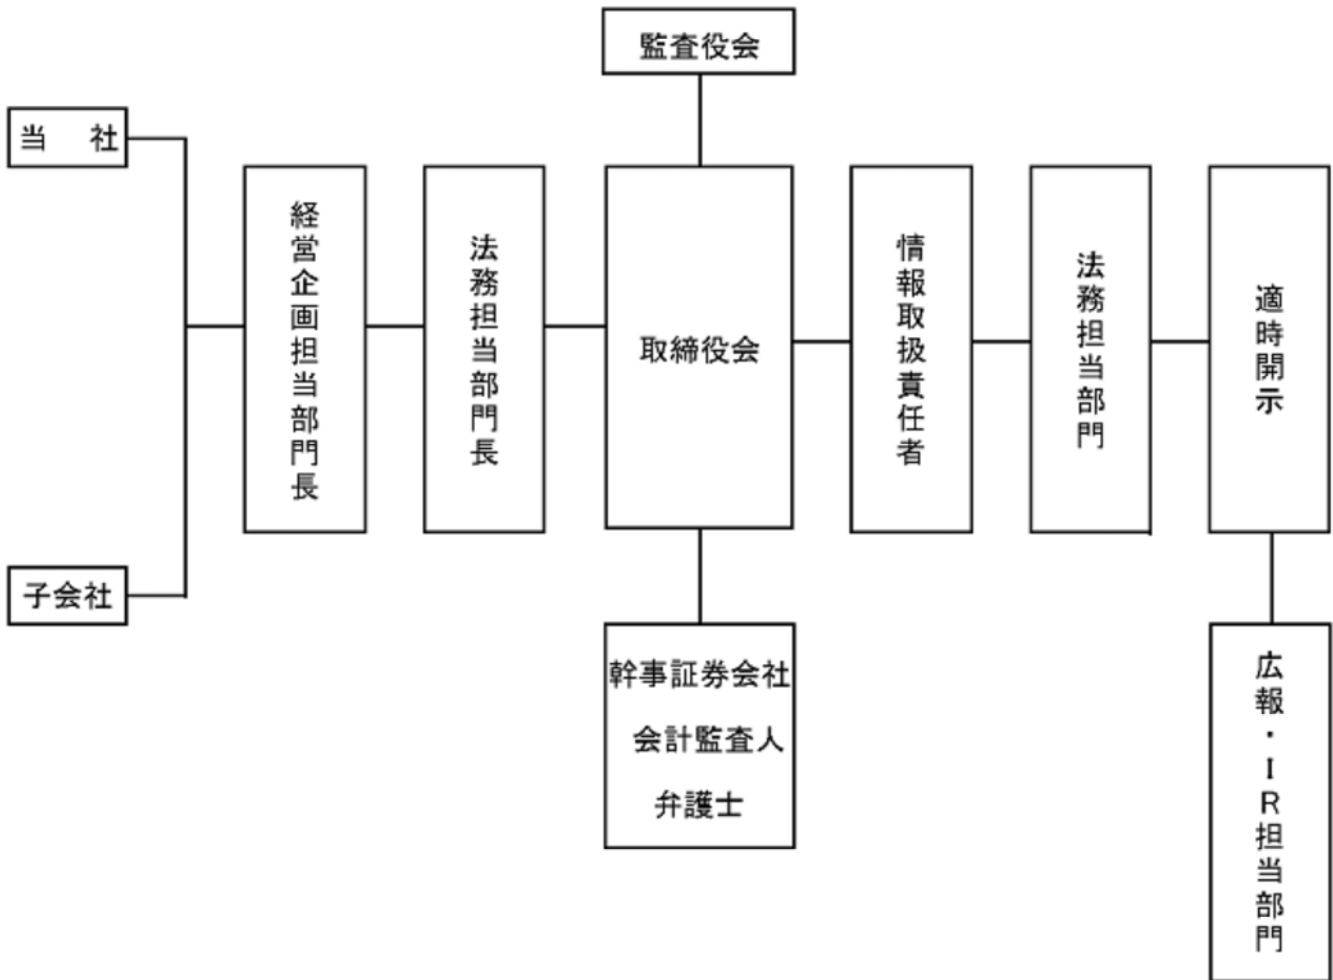 監査役会
当 社
経営企画担当部門長
法務担当部門長
取締役会
情報取扱責任者
法務担当部門
適時開示
子会社
幹事証券会社
会計監査人
弁護士
広報・IR担当部門